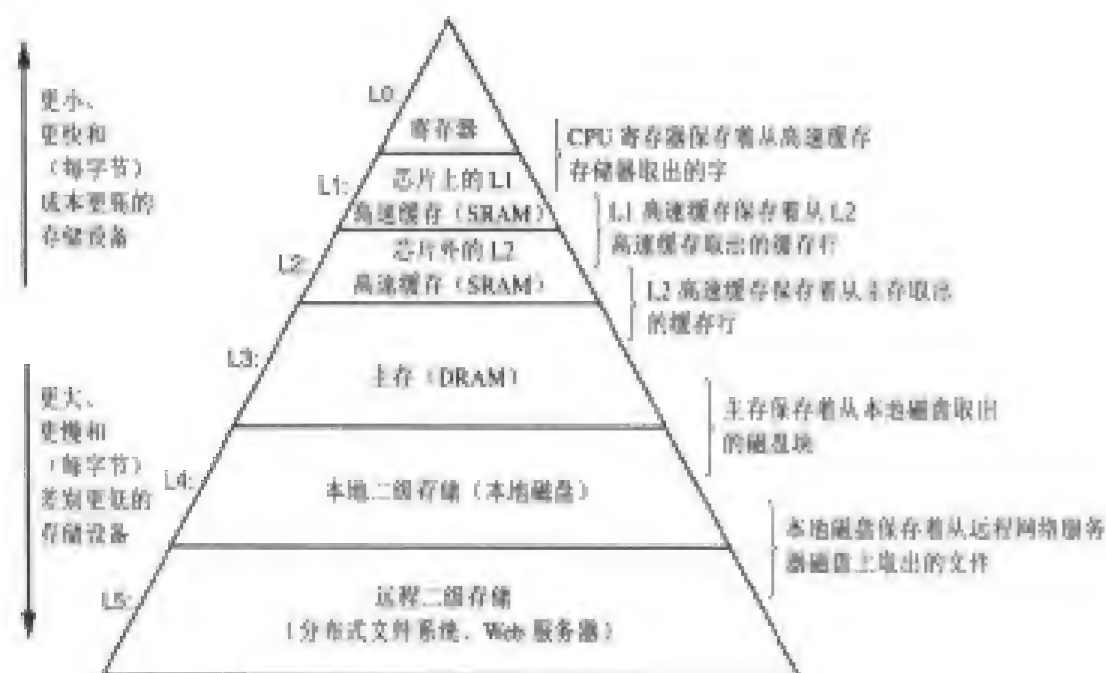 更小、
更快和
（每字节）
成本更贵的
存储设备
更大、
更慢和
（每字节）
差别更低的
存储设备
L0:
寄存器
L1:
芯片上的 L1
高速缓存（SRAM）
L2:
芯片外的 L2
高速缓存（SRAM）
L3:
主存（DRAM）
L4:
本地二级存储（本地磁盘）
L5:
远程二级存储
（分布式文件系统、Web 服务器）
CPU 寄存器保存着从高速缓存
存储器取出的字
L1 高速缓存保存着从 L2
高速缓存取出的缓存行
L2 高速缓存保存着从主存取出
的缓存行
主存保存着从本地磁盘取出
的磁盘块
本地磁盘保存着从远程网络服务
器磁盘上取出的文件